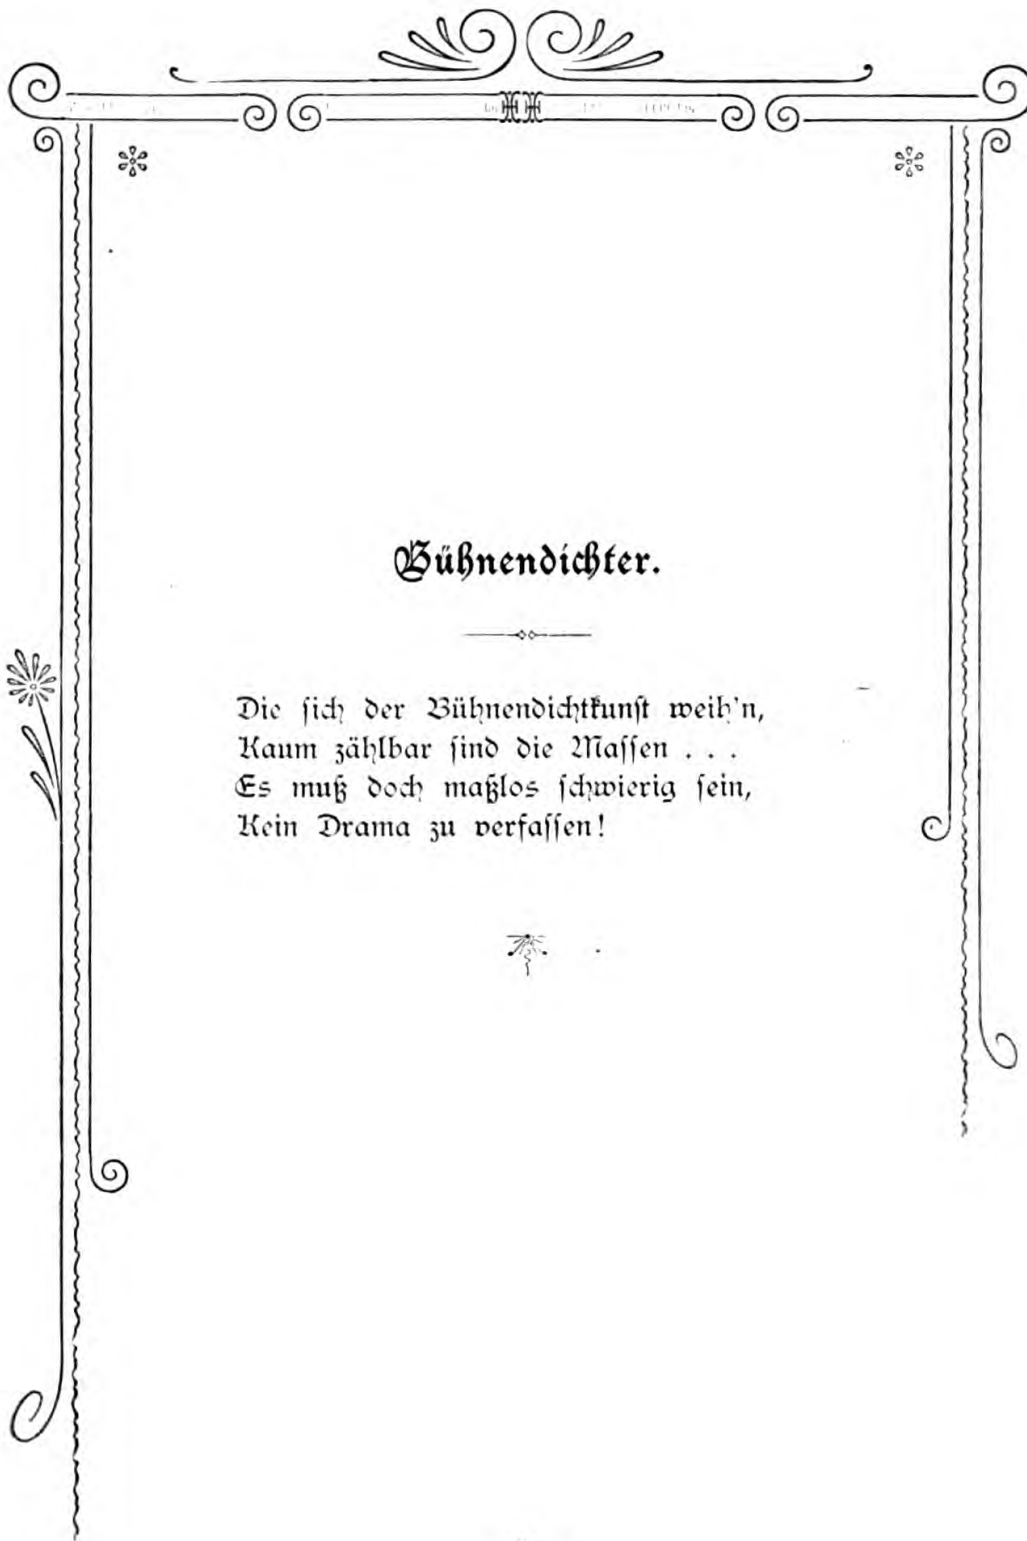 Bühnendichter.
Die sich der Bühnendichtkunst weih'n,
Kaum zählbar sind die Massen . . .
Es muß doch maßlos schwierig sein,
Kein Drama zu verfassen!